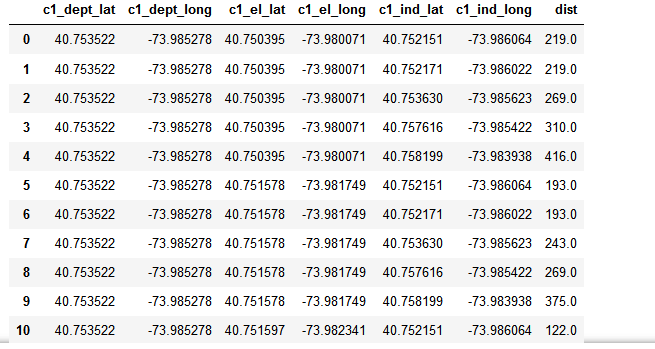 c1_dept_lat c1_dept_long c1_el_lat c1_el_long c1_ind_lat c1_ind_long dist
0 40.753522 -73.985278 40.750395 -73.980071 40.752151 -73.986064 219.0
1 40.753522 -73.985278 40.750395 -73.980071 40.752171 -73.986022 219.0
2 40.753522 -73.985278 40.750395 -73.980071 40.753630 -73.985623 269.0
3 40.753522 -73.985278 40.750395 -73.980071 40.757616 -73.985422 310.0
4 40.753522 -73.985278 40.750395 -73.980071 40.758199 -73.983938 416.0
5 40.753522 -73.985278 40.751578 -73.981749 40.752151 -73.986064 193.0
6 40.753522 -73.985278 40.751578 -73.981749 40.752171 -73.986022 193.0
7 40.753522 -73.985278 40.751578 -73.981749 40.753630 -73.985623 243.0
8 40.753522 -73.985278 40.751578 -73.981749 40.757616 -73.985422 269.0
9 40.753522 -73.985278 40.751578 -73.981749 40.758199 -73.983938 375.0
10 40.753522 -73.985278 40.751597 -73.982341 40.752151 -73.986064 122.0